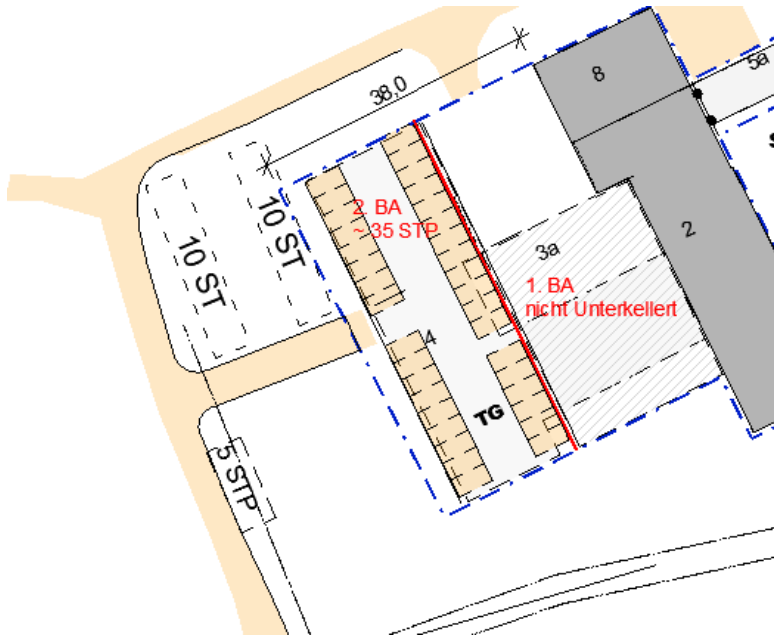 8
5a
38,0
2. BA
~ 35 STP
10 ST
10 ST
2
3a
1. BA
nicht Unterkellert
4
TG
5 STP